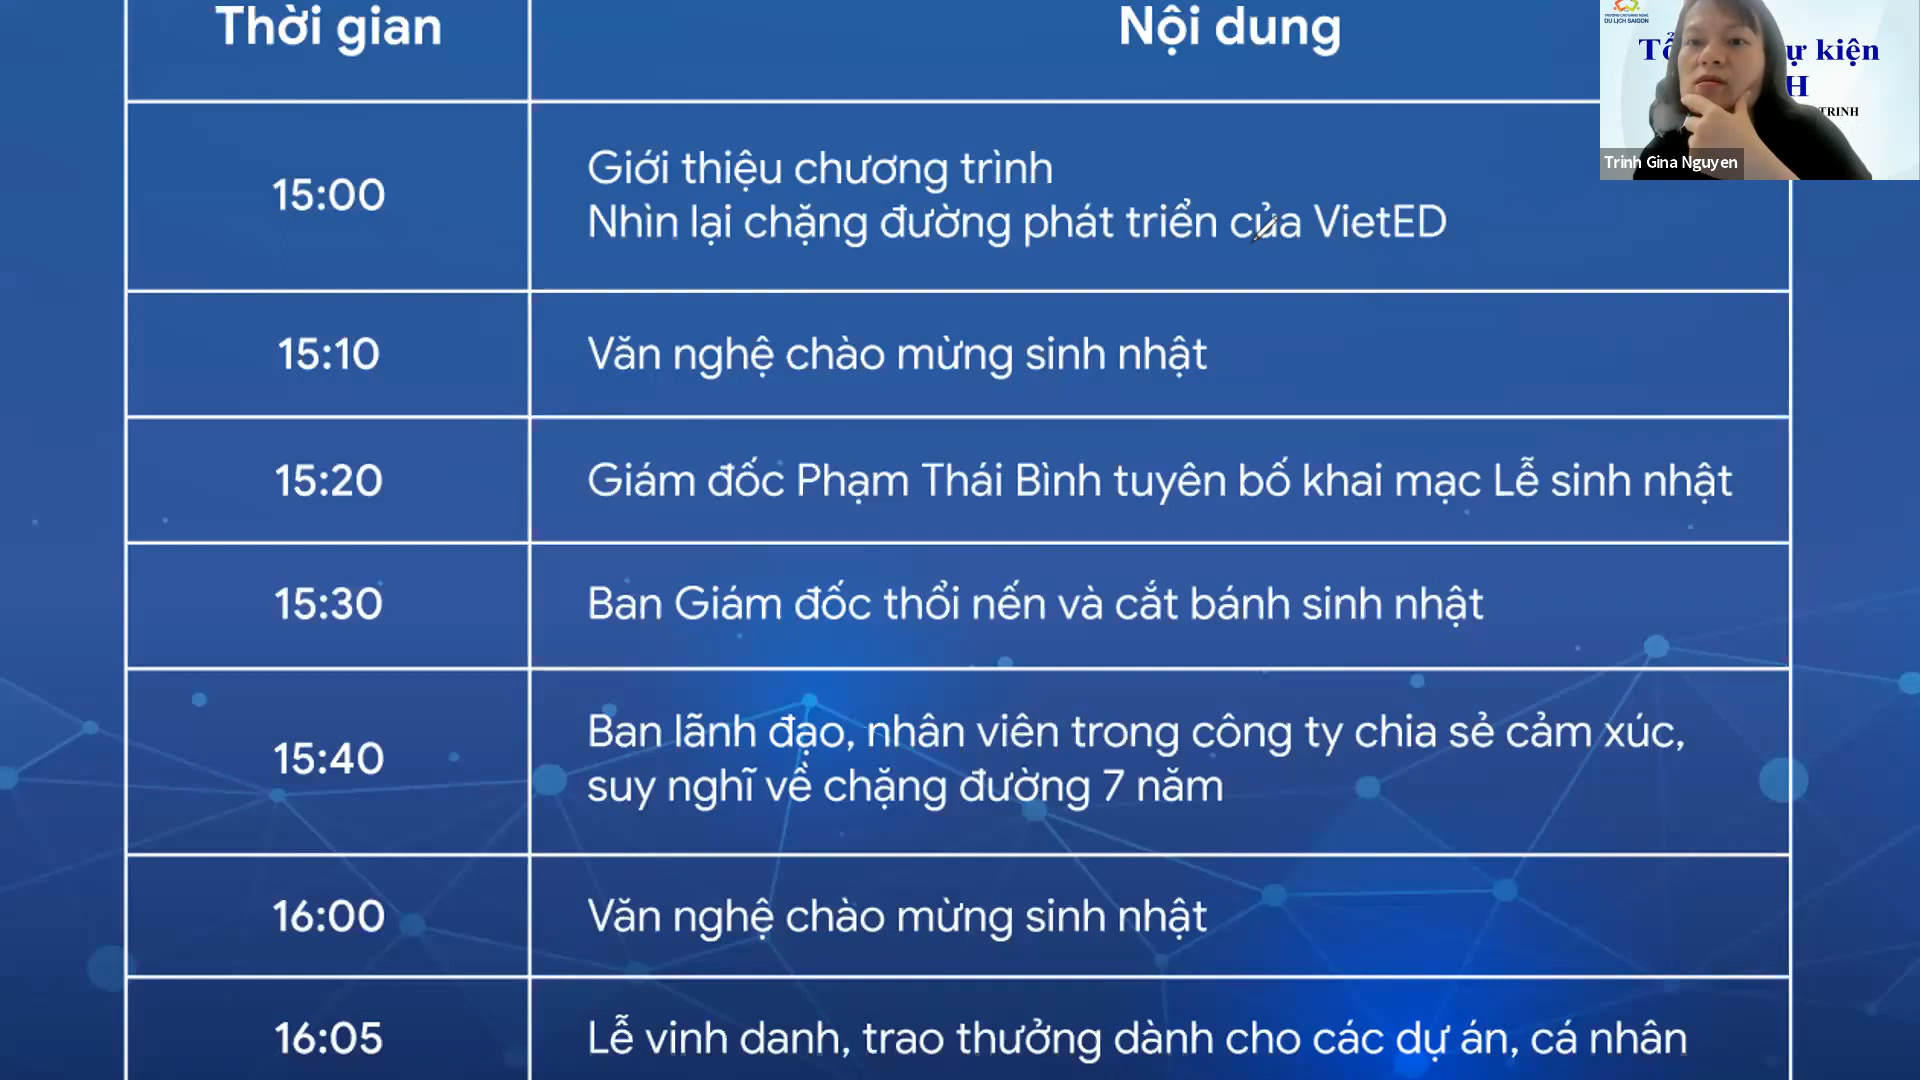 Thời gian
Nội dung
15:00
Giới thiệu chương trình
Nhìn lại chặng đường phát triển của VietED
15:10
Văn nghệ chào mừng sinh nhật
15:20
Giám đốc Phạm Thái Bình tuyên bố khai mạc Lễ sinh nhật
15:30
Ban Giám đốc thổi nến và cắt bánh sinh nhật
15:40
Ban lãnh đạo, nhân viên trong công ty chia sẻ cảm xúc,
suy nghĩ về chặng đường 7 năm
16:00
Văn nghệ chào mừng sinh nhật
16:05
Lễ vinh danh, trao thưởng dành cho các dự án, cá nhân
DU LỊCH SAIGON
kiện
TRINH
Trinh Gina Nguyen